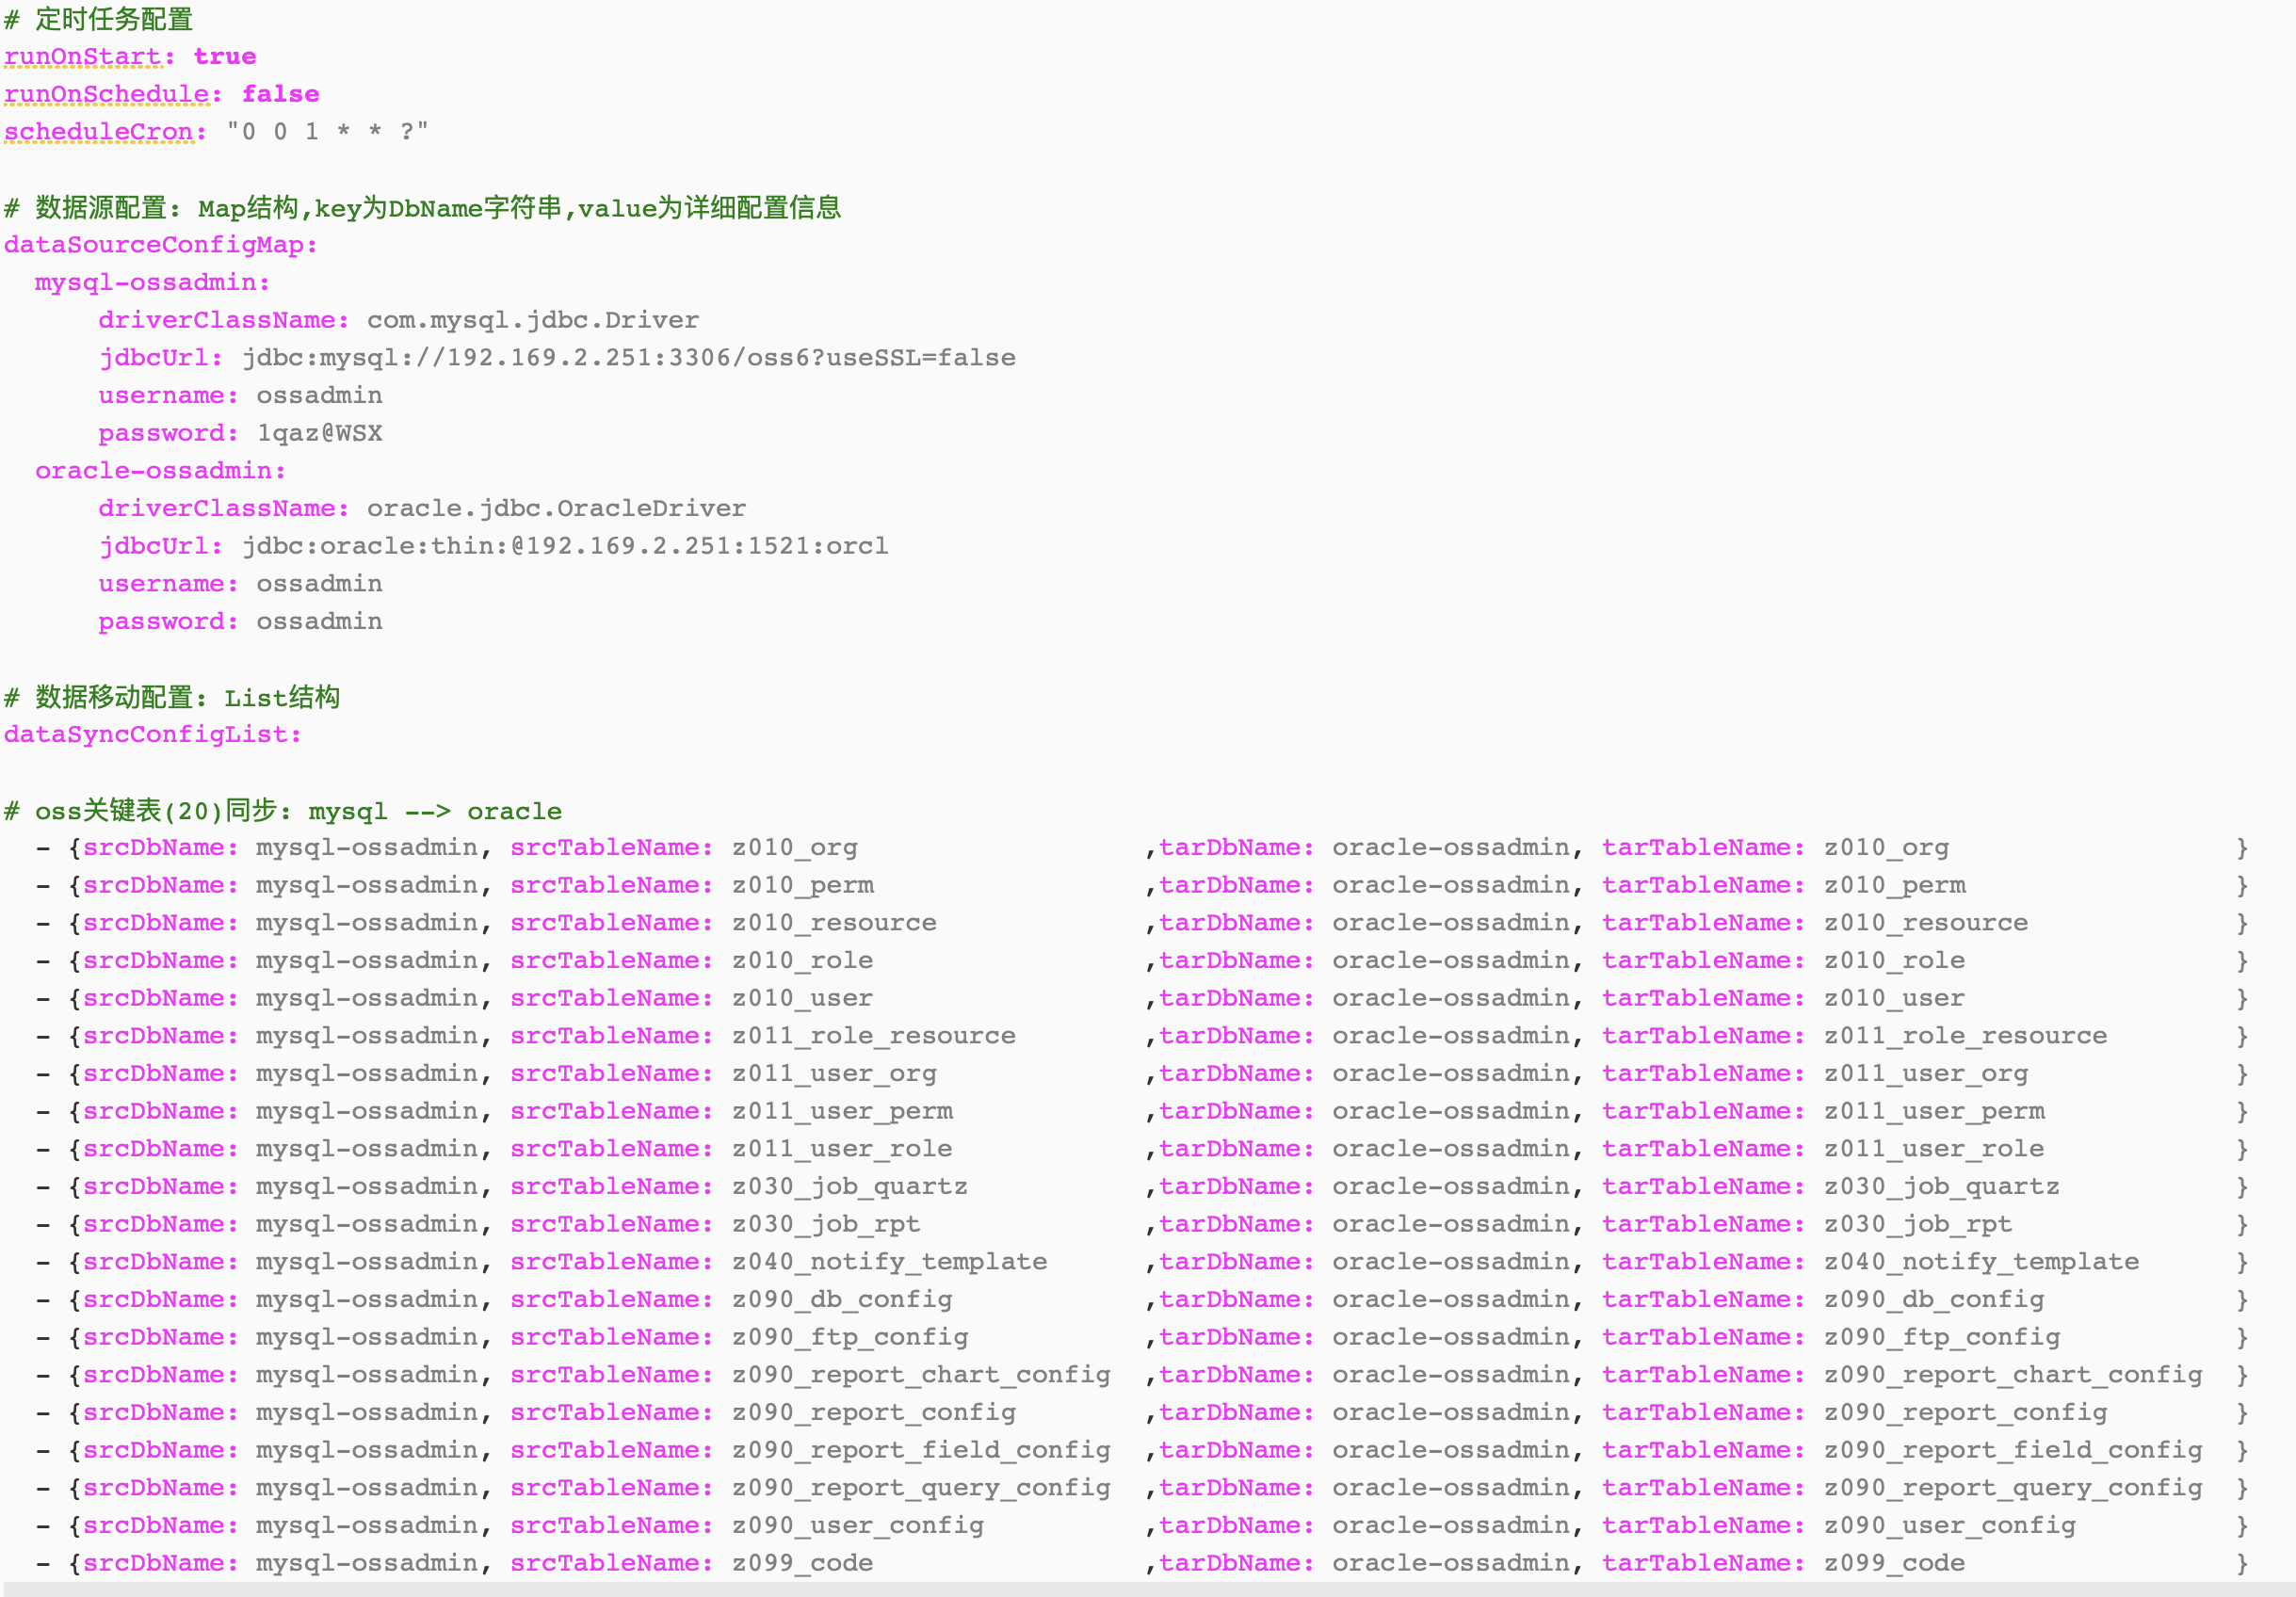 # 定时任务配置
runOnStart: true
runOnSchedule: false
scheduleCron: "0 0 1 * * ?"
# 数据源配置: Map结构,key为DbName字符串,value为详细配置信息
dataSourceConfigMap:
  mysql-ossadmin:
      driverClassName: com.mysql.jdbc.Driver
      jdbcUrl: jdbc:mysql://192.169.2.251:3306/oss6?useSSL=false
      username: ossadmin
      password: 1qaz@WSX
  oracle-ossadmin:
      driverClassName: oracle.jdbc.OracleDriver
      jdbcUrl: jdbc:oracle:thin:@192.169.2.251:1521:orcl
      username: ossadmin
      password: ossadmin
# 数据移动配置: List结构
dataSyncConfigList:
# oss关键表(20)同步: mysql --> oracle
  - {srcDbName: mysql-ossadmin, srcTableName: z010_org                  ,tarDbName: oracle-ossadmin, tarTableName: z010_org                  }
  - {srcDbName: mysql-ossadmin, srcTableName: z010_perm                 ,tarDbName: oracle-ossadmin, tarTableName: z010_perm                 }
  - {srcDbName: mysql-ossadmin, srcTableName: z010_resource             ,tarDbName: oracle-ossadmin, tarTableName: z010_resource             }
  - {srcDbName: mysql-ossadmin, srcTableName: z010_role                 ,tarDbName: oracle-ossadmin, tarTableName: z010_role                 }
  - {srcDbName: mysql-ossadmin, srcTableName: z010_user                 ,tarDbName: oracle-ossadmin, tarTableName: z010_user                 }
  - {srcDbName: mysql-ossadmin, srcTableName: z011_role_resource        ,tarDbName: oracle-ossadmin, tarTableName: z011_role_resource        }
  - {srcDbName: mysql-ossadmin, srcTableName: z011_user_org             ,tarDbName: oracle-ossadmin, tarTableName: z011_user_org             }
  - {srcDbName: mysql-ossadmin, srcTableName: z011_user_perm            ,tarDbName: oracle-ossadmin, tarTableName: z011_user_perm            }
  - {srcDbName: mysql-ossadmin, srcTableName: z011_user_role            ,tarDbName: oracle-ossadmin, tarTableName: z011_user_role            }
  - {srcDbName: mysql-ossadmin, srcTableName: z030_job_quartz           ,tarDbName: oracle-ossadmin, tarTableName: z030_job_quartz           }
  - {srcDbName: mysql-ossadmin, srcTableName: z030_job_rpt              ,tarDbName: oracle-ossadmin, tarTableName: z030_job_rpt              }
  - {srcDbName: mysql-ossadmin, srcTableName: z040_notify_template      ,tarDbName: oracle-ossadmin, tarTableName: z040_notify_template      }
  - {srcDbName: mysql-ossadmin, srcTableName: z090_db_config            ,tarDbName: oracle-ossadmin, tarTableName: z090_db_config            }
  - {srcDbName: mysql-ossadmin, srcTableName: z090_ftp_config           ,tarDbName: oracle-ossadmin, tarTableName: z090_ftp_config           }
  - {srcDbName: mysql-ossadmin, srcTableName: z090_report_chart_config  ,tarDbName: oracle-ossadmin, tarTableName: z090_report_chart_config  }
  - {srcDbName: mysql-ossadmin, srcTableName: z090_report_config        ,tarDbName: oracle-ossadmin, tarTableName: z090_report_config        }
  - {srcDbName: mysql-ossadmin, srcTableName: z090_report_field_config  ,tarDbName: oracle-ossadmin, tarTableName: z090_report_field_config  }
  - {srcDbName: mysql-ossadmin, srcTableName: z090_report_query_config  ,tarDbName: oracle-ossadmin, tarTableName: z090_report_query_config  }
  - {srcDbName: mysql-ossadmin, srcTableName: z090_user_config          ,tarDbName: oracle-ossadmin, tarTableName: z090_user_config          }
  - {srcDbName: mysql-ossadmin, srcTableName: z099_code                 ,tarDbName: oracle-ossadmin, tarTableName: z099_code                 }